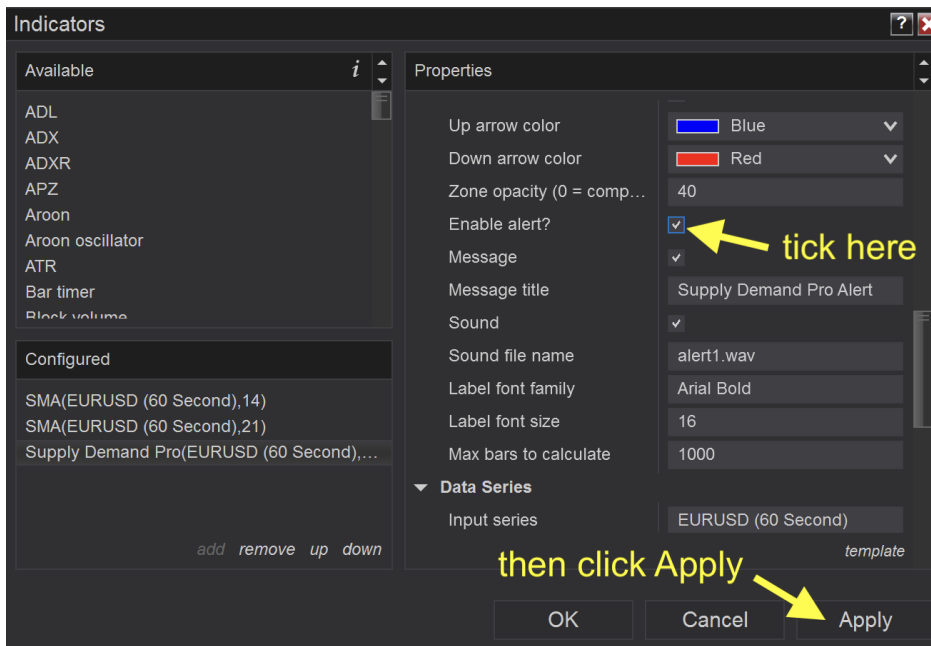 Indicators ?
Available i
ADL
ADX
ADXR
APZ
Aroon
Aroon oscillator
ATR
Bar timer
Block volume
Configured
SMA(EURUSD (60 Second),14)
SMA(EURUSD (60 Second),21)
Supply Demand Pro(EURUSD (60 Second),...
add remove up down
Properties
Up arrow color Blue
Down arrow color Red
Zone opacity (0 = comp... 40
Enable alert?
tick here
Message
Message title Supply Demand Pro Alert
Sound
Sound file name alert1.wav
Label font family Arial Bold
Label font size 16
Max bars to calculate 1000
Data Series
Input series EURUSD (60 Second)
template
then click Apply
OK Cancel Apply